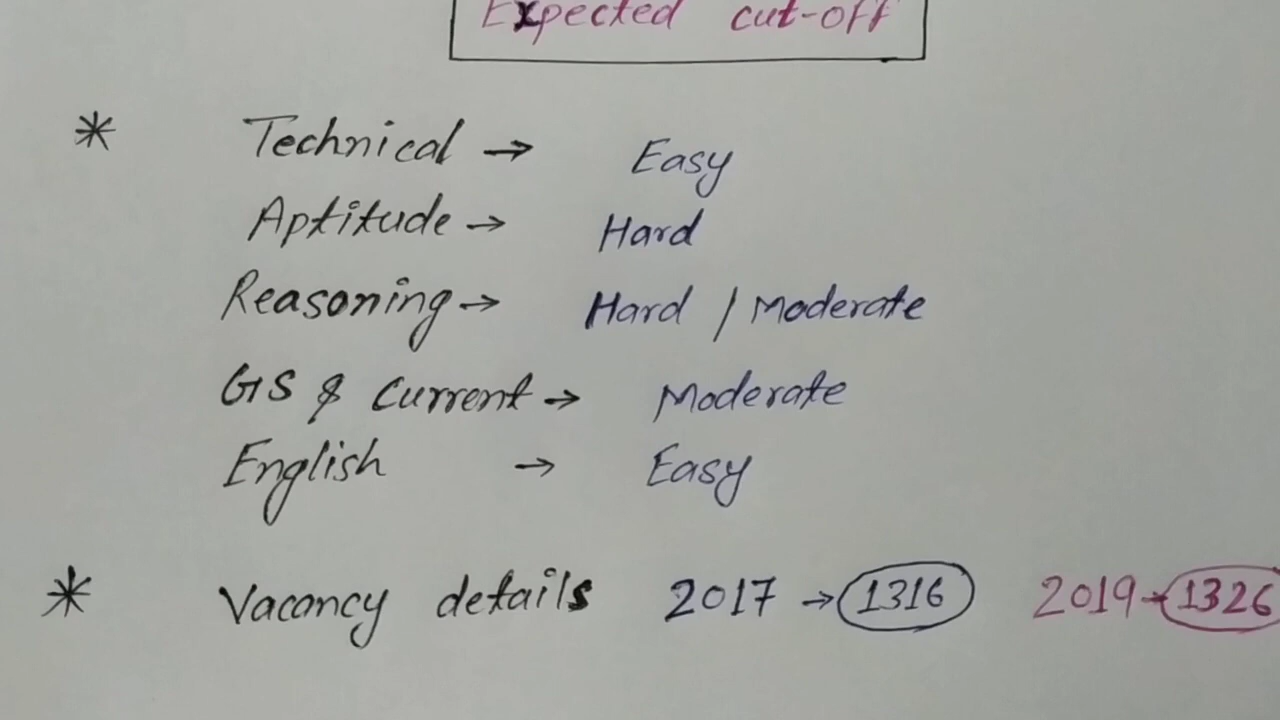 Expected cut-off
* Technical → Easy
Aptitude → Hard
Reasoning → Hard / Moderate
GS & Current → Moderate
English → Easy
* Vacancy details 2017 → 1316 2019 → 1326